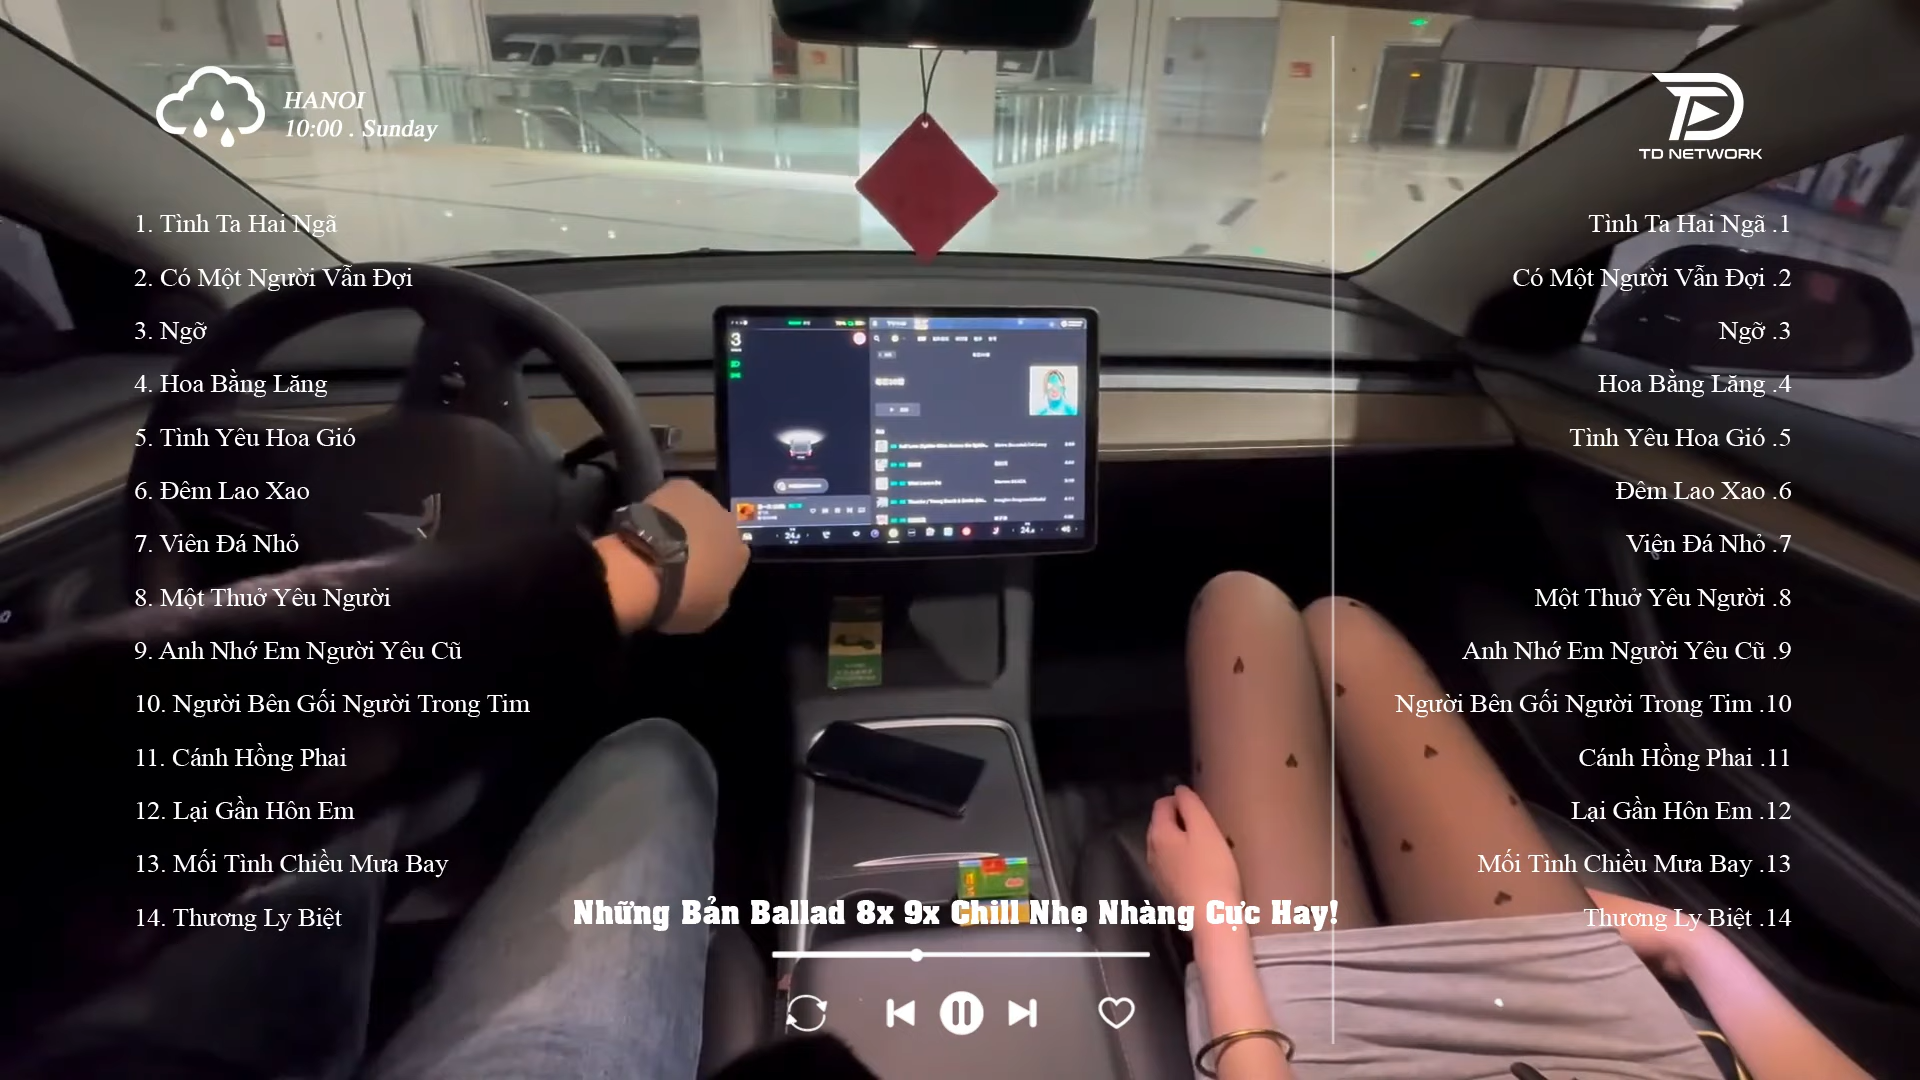 HANOI
10:00 . Sunday
TD NETWORK
1. Tình Ta Hai Ngã
2. Có Một Người Vẫn Đợi
3. Ngỡ
4. Hoa Bằng Lăng
5. Tình Yêu Hoa Gió
6. Đêm Lao Xao
7. Viên Đá Nhỏ
8. Một Thuở Yêu Người
9. Anh Nhớ Em Người Yêu Cũ
10. Người Bên Gối Người Trong Tim
11. Cánh Hồng Phai
12. Lại Gần Hôn Em
13. Mối Tình Chiều Mưa Bay
14. Thương Ly Biệt
Tình Ta Hai Ngã .1
Có Một Người Vẫn Đợi .2
Ngỡ .3
Hoa Bằng Lăng .4
Tình Yêu Hoa Gió .5
Đêm Lao Xao .6
Viên Đá Nhỏ .7
Một Thuở Yêu Người .8
Anh Nhớ Em Người Yêu Cũ .9
Người Bên Gối Người Trong Tim .10
Cánh Hồng Phai .11
Lại Gần Hôn Em .12
Mối Tình Chiều Mưa Bay .13
Thương Ly Biệt .14
3
Những Bản Ballad 8x 9x Chill Nhẹ Nhàng Cực Hay!